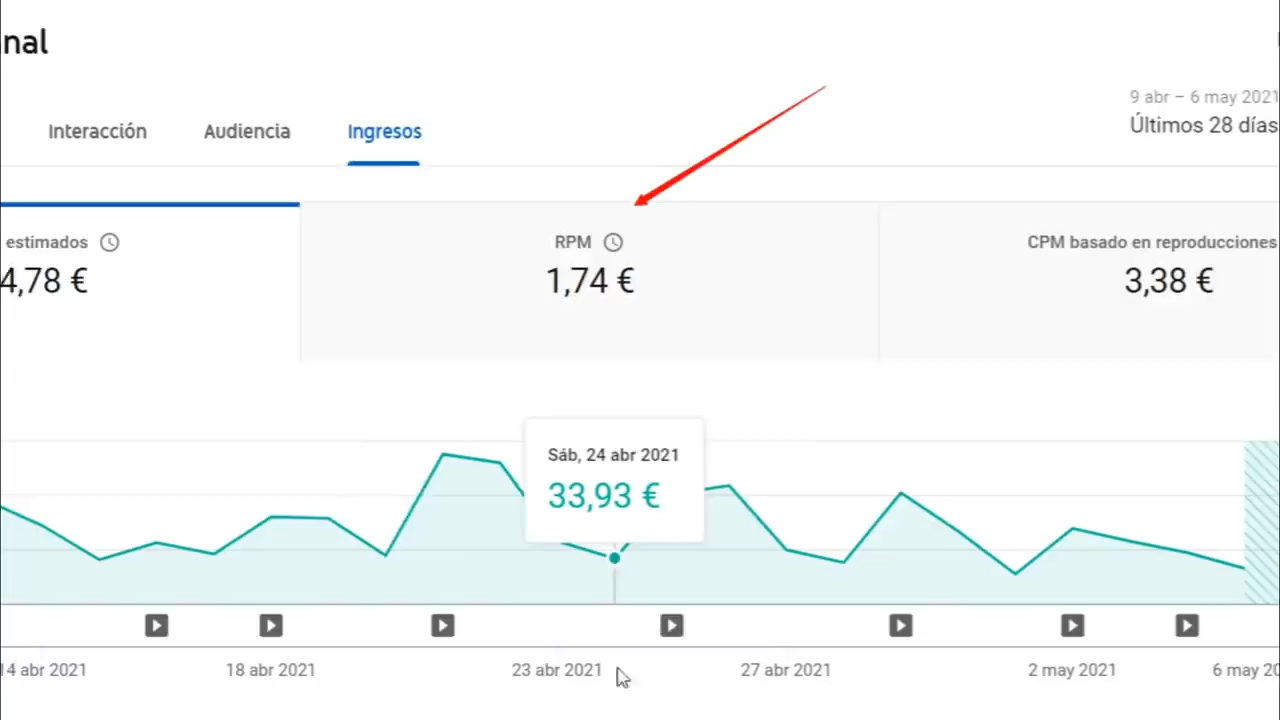 nal
9 abr – 6 may 2021
Interacción Audiencia Ingresos
Últimos 28 días
estimados RPM CPM basado en reproducciones
4,78 € 1,74 € 3,38 €
Sáb, 24 abr 2021
33,93 €
14 abr 2021 18 abr 2021 23 abr 2021 27 abr 2021 2 may 2021 6 may 20